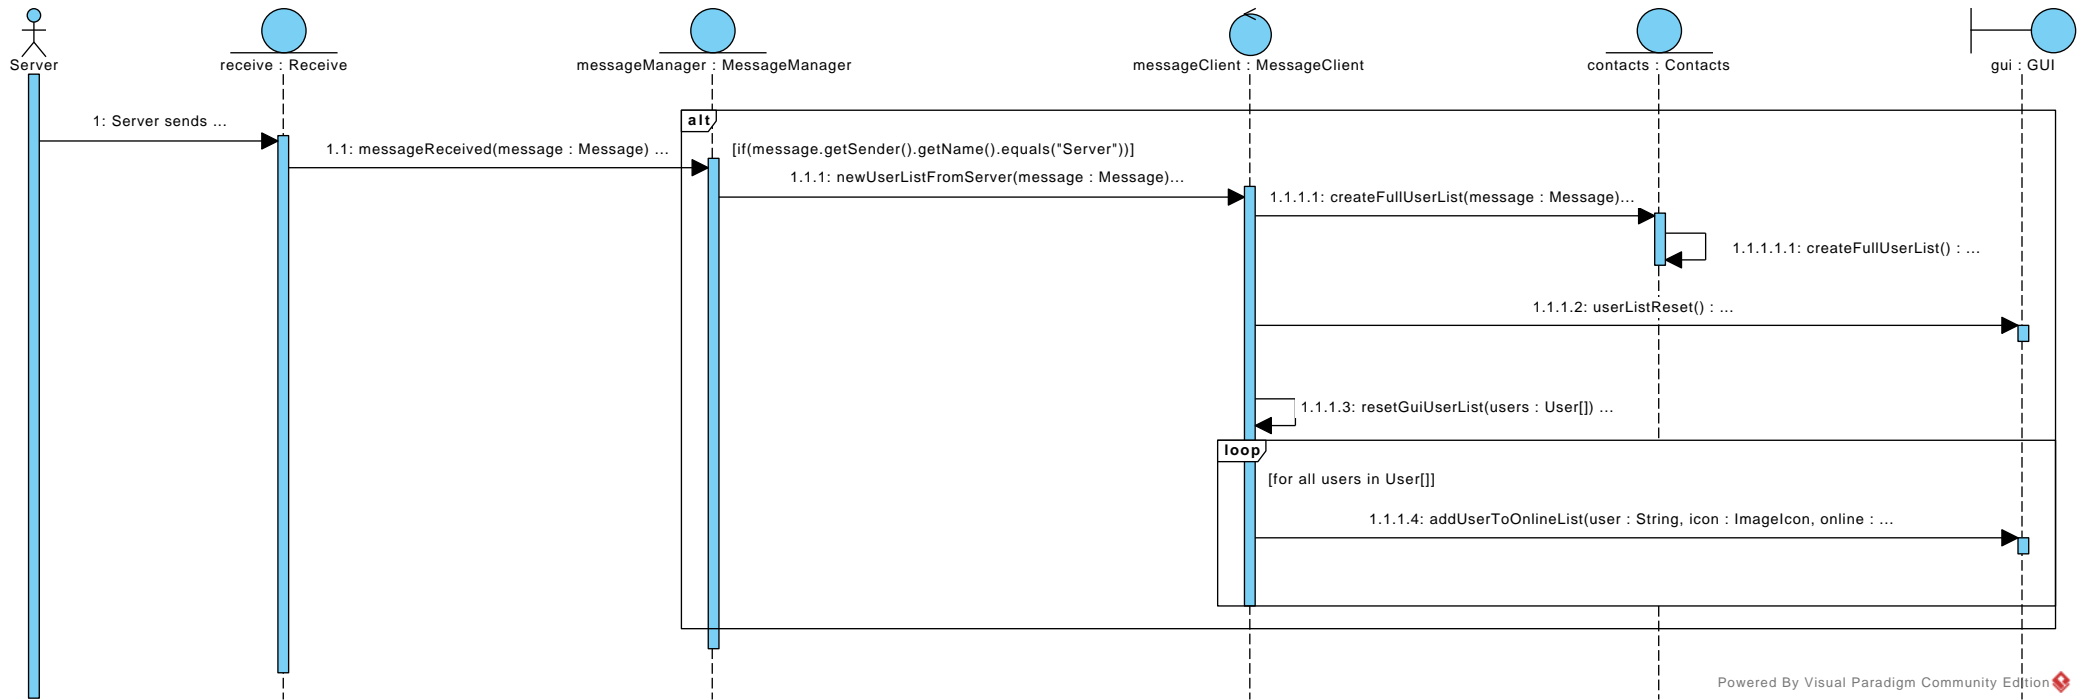 Server
receive : Receive
messageManager : MessageManager
messageClient : MessageClient
contacts : Contacts
gui : GUI
alt
1: Server sends ...
1.1: messageReceived(message : Message) ...
[if(message.getSender().getName().equals("Server"))]
1.1.1: newUserListFromServer(message : Message)...
1.1.1.1: createFullUserList(message : Message)...
1.1.1.1.1: createFullUserList() : ...
1.1.1.2: userListReset() : ...
1.1.1.3: resetGuiUserList(users : User[]) ...
loop
[for all users in User[]]
1.1.1.4: addUserToOnlineList(user : String, icon : ImageIcon, online : ...
Powered By Visual Paradigm Community Edition